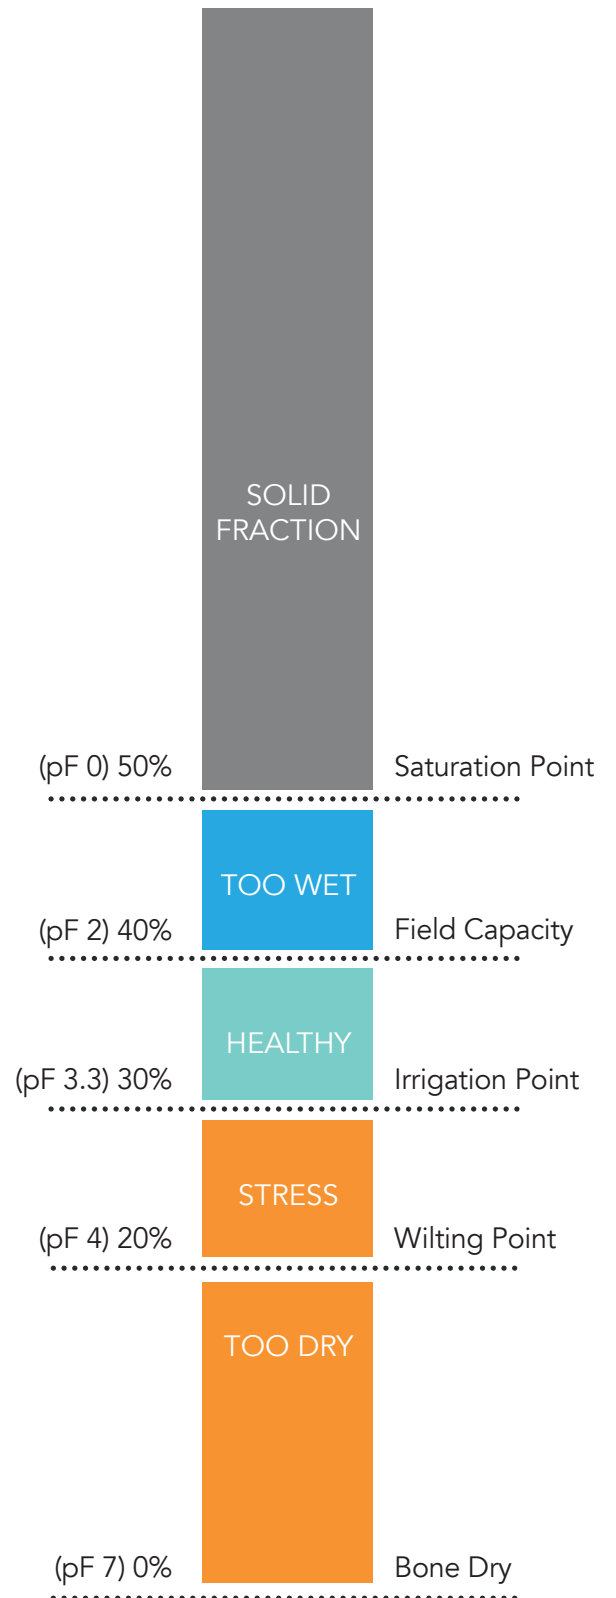 SOLID
FRACTION
(pF 0) 50%
Saturation Point
TOO WET
(pF 2) 40%
Field Capacity
HEALTHY
(pF 3.3) 30%
Irrigation Point
STRESS
(pF 4) 20%
Wilting Point
TOO DRY
(pF 7) 0%
Bone Dry